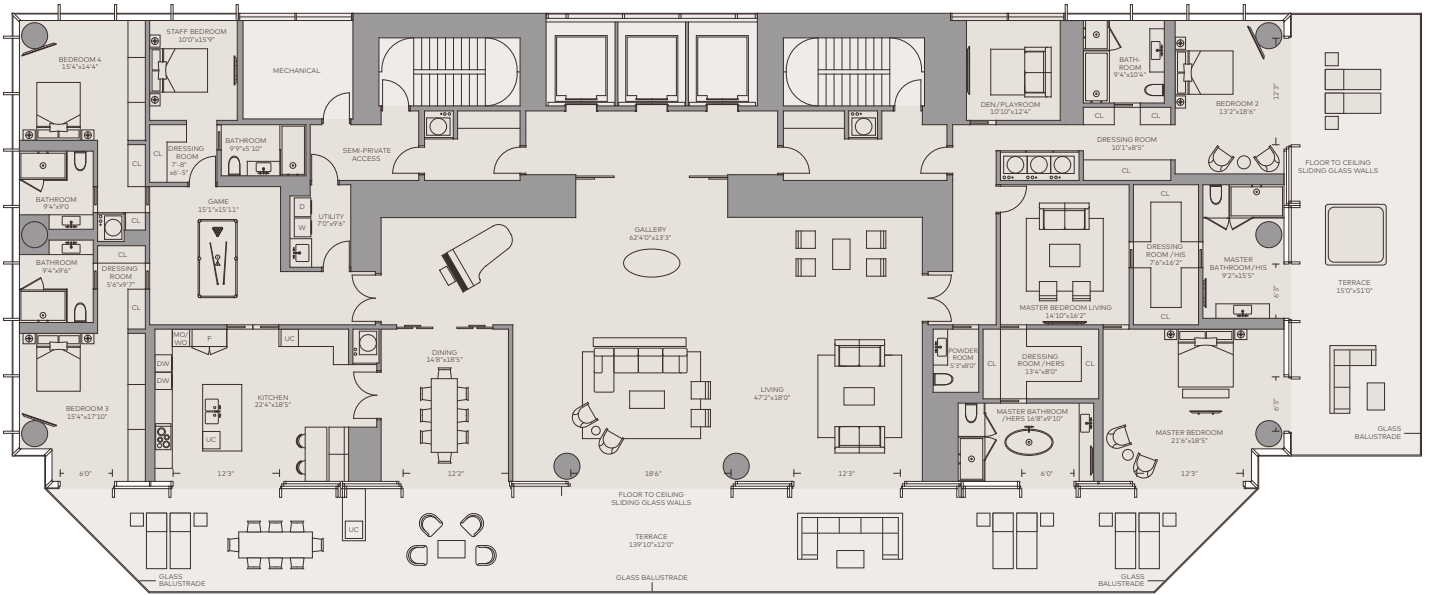 BEDROOM 4
15'4"x14'4"
STAFF BEDROOM
10'0"x15'9"
MECHANICAL
SEMI-PRIVATE
ACCESS
DRESSING
ROOM
7'-8"
x6'-5"
CL
BATHROOM
9'9"x5'10"
CL
BATHROOM
9'4"x9'0
CL
BATHROOM
9'4"x9'6"
CL
DRESSING
ROOM
5'6"x9'7"
CL
GAME
15'1"x15'11"
D
W
UTILITY
7'0"x9'6"
GALLERY
62'4'0"x13'3"
DEN/PLAYROOM
10'10"x12'4"
BATH-
ROOM
9'4"x10'4"
CL
CL
BEDROOM 2
13'2"x18'6"
12'3"
DRESSING ROOM
10'1"x8'5"
CL
FLOOR TO CEILING
SLIDING GLASS WALLS
CL
DRESSING
ROOM /HIS
7'6"x16'2"
CL
MASTER
BATHROOM/HIS
9'2"x15'5"
6'3"
TERRACE
15'0"x51'0"
MASTER BEDROOM LIVING
14'10"x16'2"
MO/
WO
F
UC
DW
DW
KITCHEN
22'4"x18'5"
UC
DINING
14'8"x18'5"
LIVING
47'2"x18'0"
POWDER
ROOM
5'3"x8'0"
CL
DRESSING
ROOM /HERS
13'4"x8'0"
CL
MASTER BATHROOM
/HERS 16'8"x9'10"
MASTER BEDROOM
21'6"x18'5"
6'3"
GLASS
BALUSTRADE
BEDROOM 3
15'4"x17'10"
6'0"
12'3"
12'2"
18'6"
12'3"
6'0"
12'3"
FLOOR TO CEILING
SLIDING GLASS WALLS
UC
TERRACE
139'10"x12'0"
GLASS
BALUSTRADE
GLASS BALUSTRADE
GLASS
BALUSTRADE